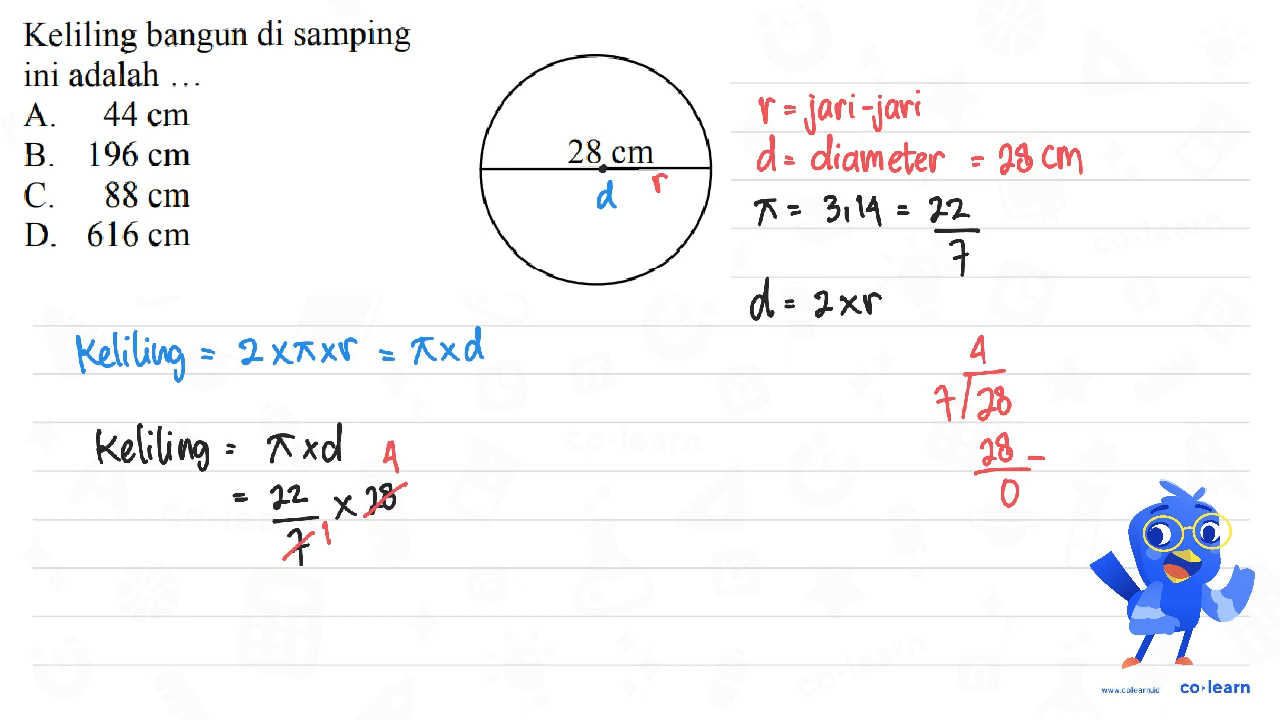 Keliling bangun di samping
ini adalah ...
A. 44 cm
B. 196 cm
C. 88 cm
D. 616 cm
28 cm
d r
r = jari-jari
d = diameter = 28 cm
π = 3,14 = 22
7
d = 2 x r
Keliling = 2 x π x r = π x d
4
7 28
28 -
0
Keliling = π x d
4
= 22 x 28
7 1
www.colearn.id co·learn